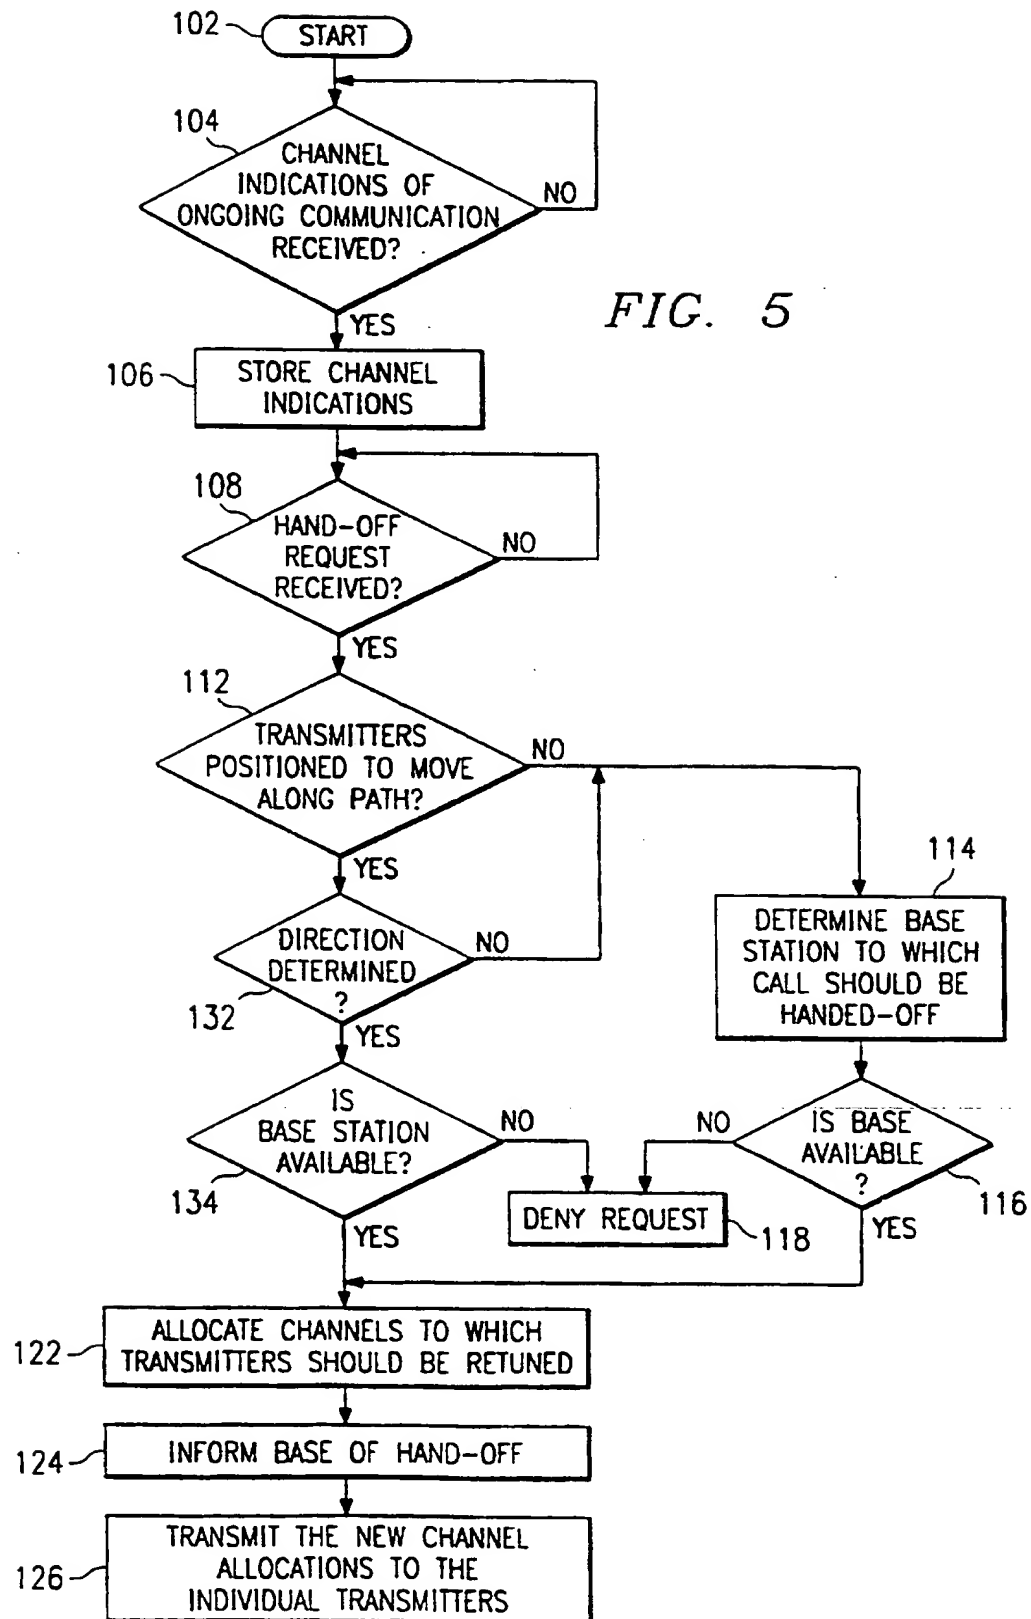 102
START
104
CHANNEL
INDICATIONS OF
ONGOING COMMUNICATION
RECEIVED?
NO
YES
FIG. 5
106
STORE CHANNEL
INDICATIONS
108
HAND-OFF
REQUEST
RECEIVED?
NO
YES
112
TRANSMITTERS
POSITIONED TO MOVE
ALONG PATH?
NO
YES
DIRECTION
DETERMINED
?
132
NO
YES
114
DETERMINE BASE
STATION TO WHICH
CALL SHOULD BE
HANDED-OFF
IS
BASE STATION
AVAILABLE?
134
NO
YES
NO
IS BASE
AVAILABLE
?
116
YES
DENY REQUEST
118
122
ALLOCATE CHANNELS TO WHICH
TRANSMITTERS SHOULD BE RETUNED
124
INFORM BASE OF HAND-OFF
126
TRANSMIT THE NEW CHANNEL
ALLOCATIONS TO THE
INDIVIDUAL TRANSMITTERS